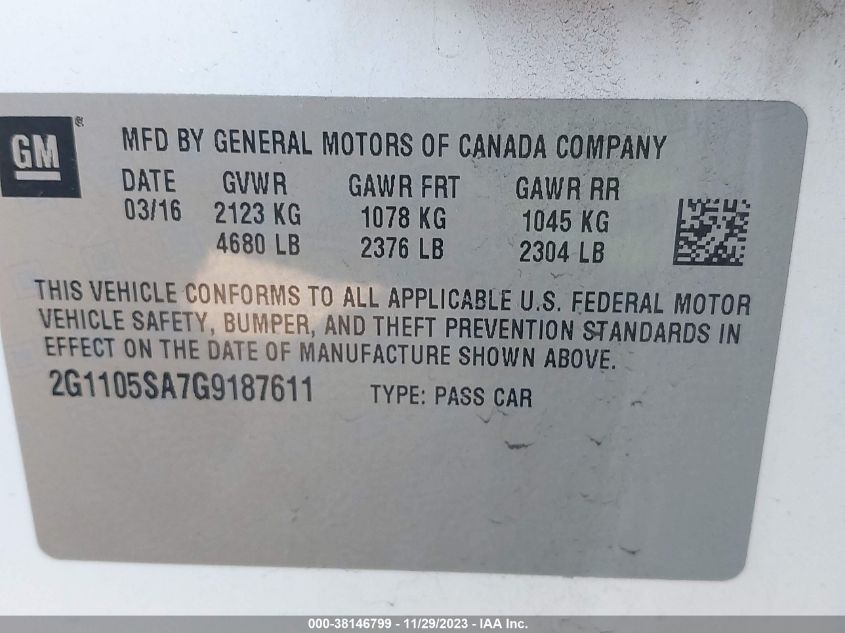 GM®
MFD BY GENERAL MOTORS OF CANADA COMPANY
DATE GVWR GAWR FRT GAWR RR
03/16 2123 KG 1078 KG 1045 KG
4680 LB 2376 LB 2304 LB
THIS VEHICLE CONFORMS TO ALL APPLICABLE U.S. FEDERAL MOTOR
VEHICLE SAFETY, BUMPER, AND THEFT PREVENTION STANDARDS IN
EFFECT ON THE DATE OF MANUFACTURE SHOWN ABOVE.
2G1105SA7G9187611 TYPE: PASS CAR
000-38146799 - 11/29/2023 - IAA Inc.